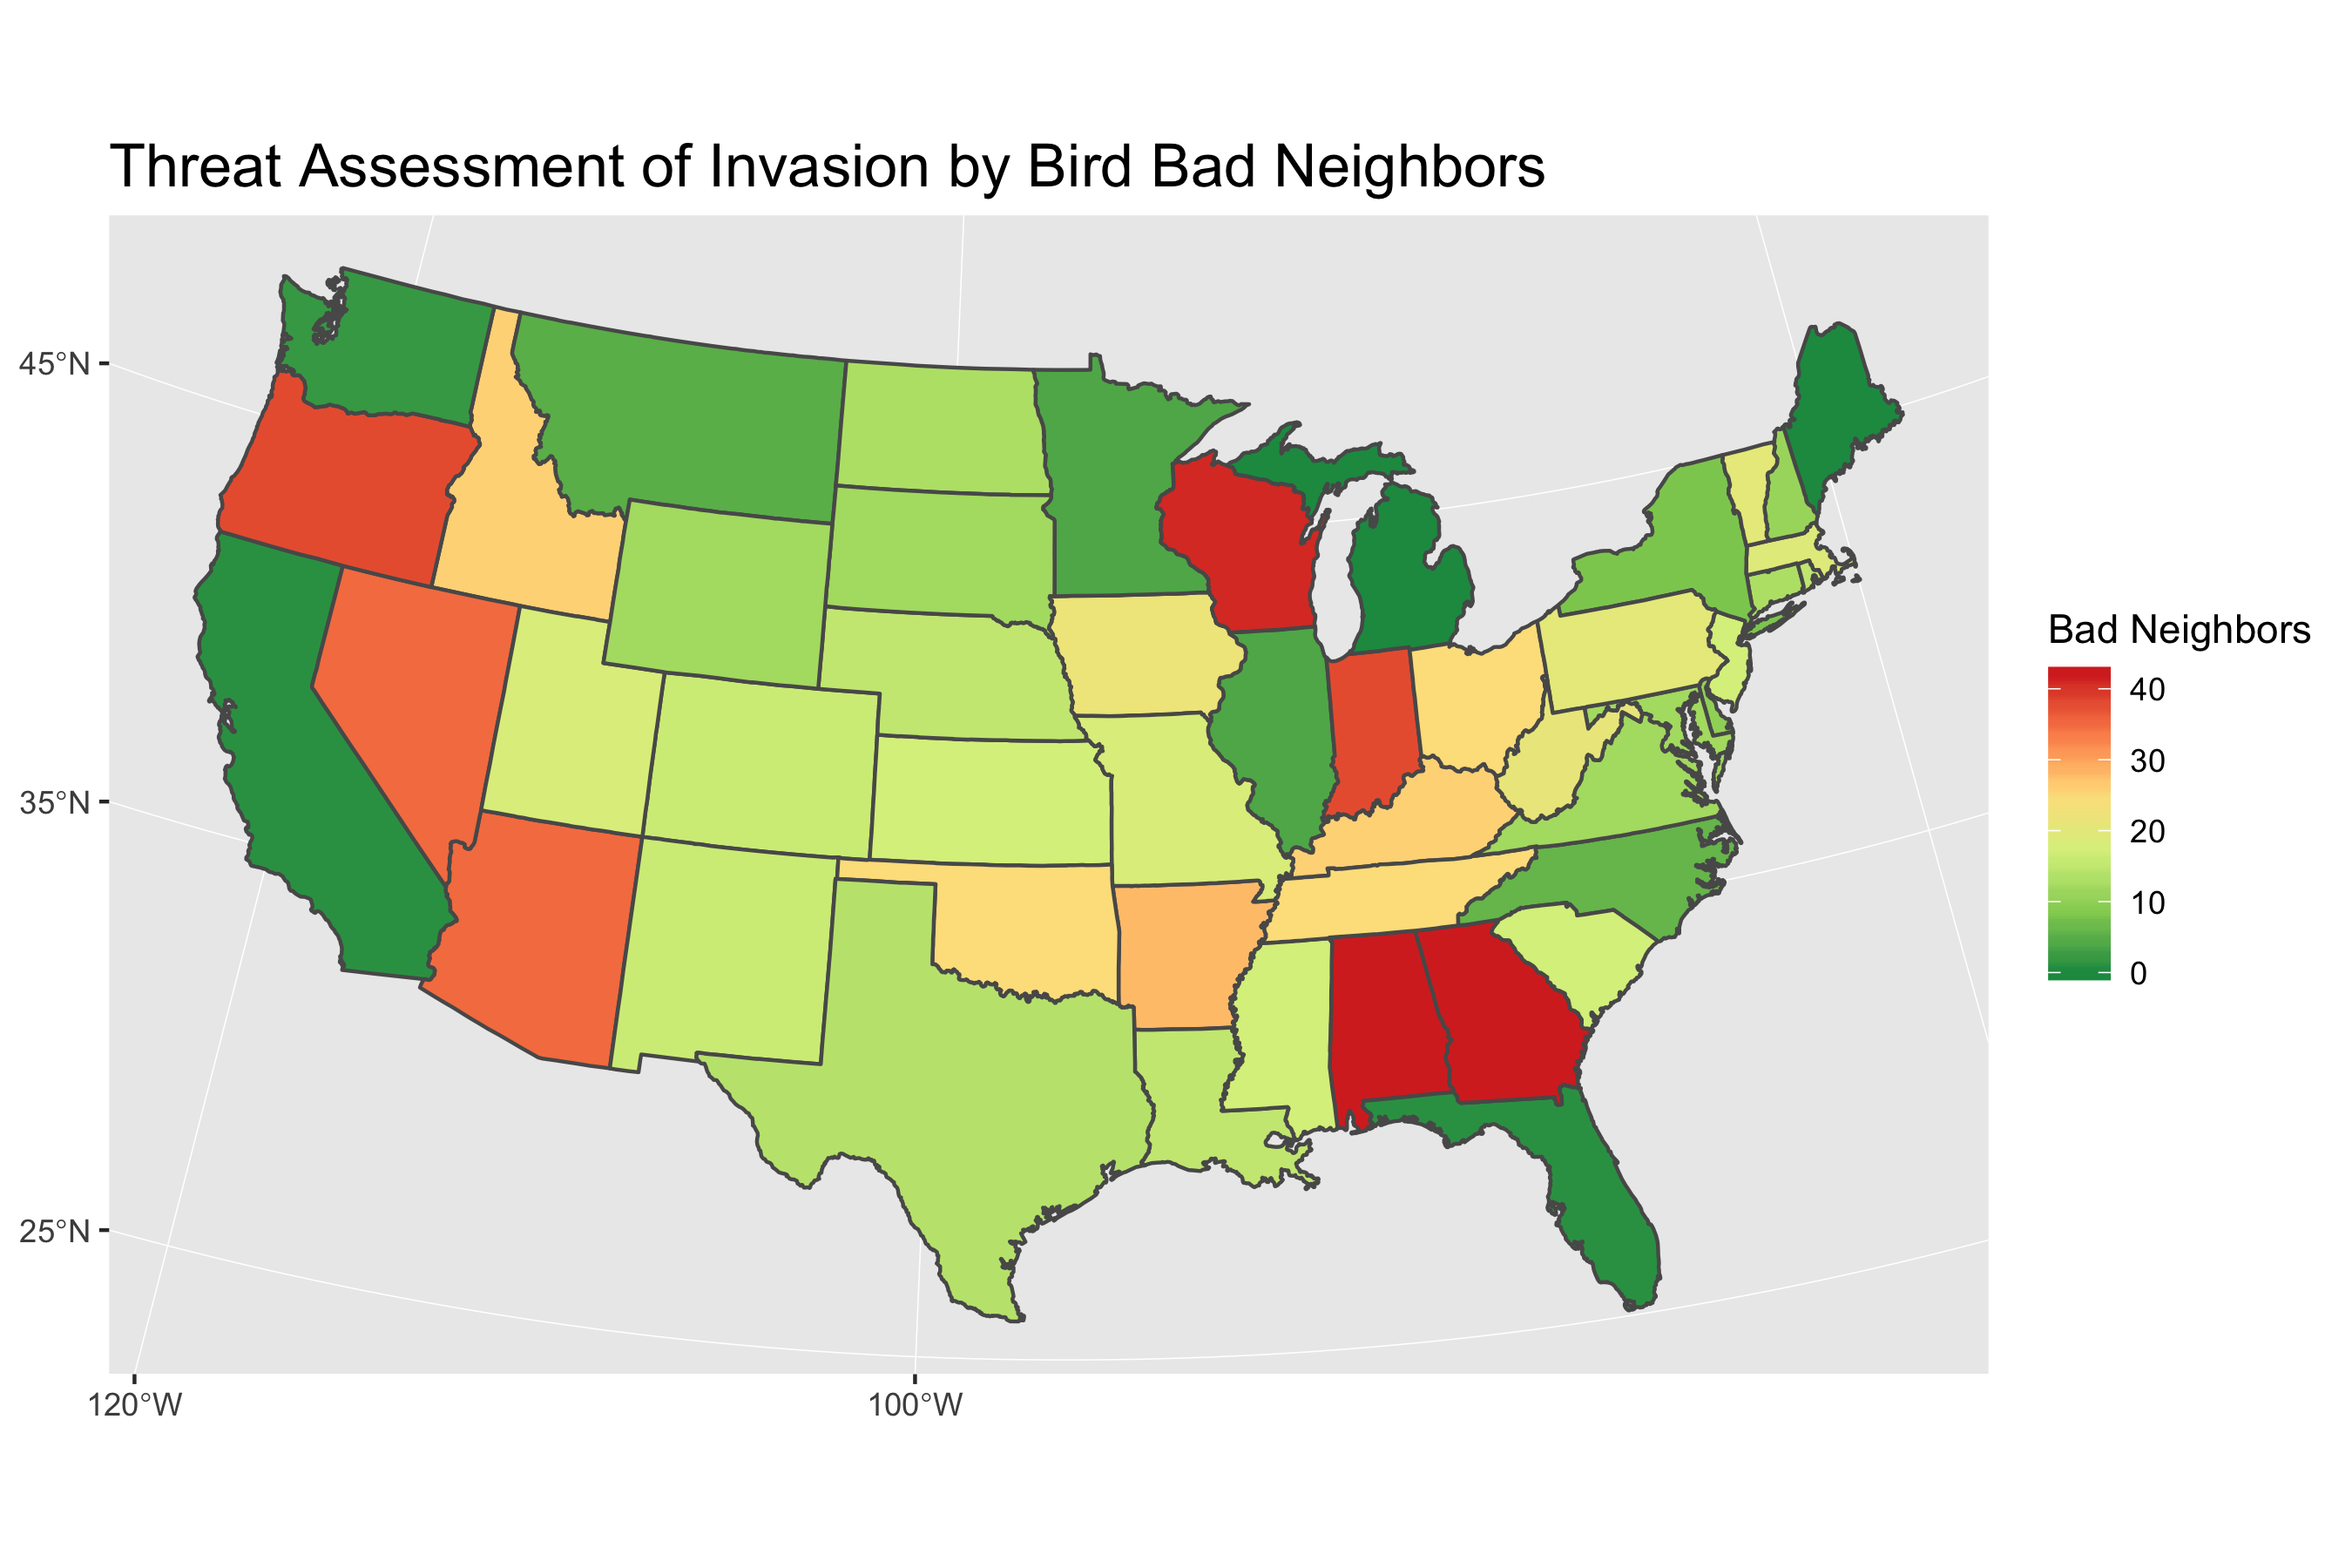 Threat Assessment of Invasion by Bird Bad Neighbors
45°N
35°N
25°N
120°W
100°W
Bad Neighbors
40
30
20
10
0